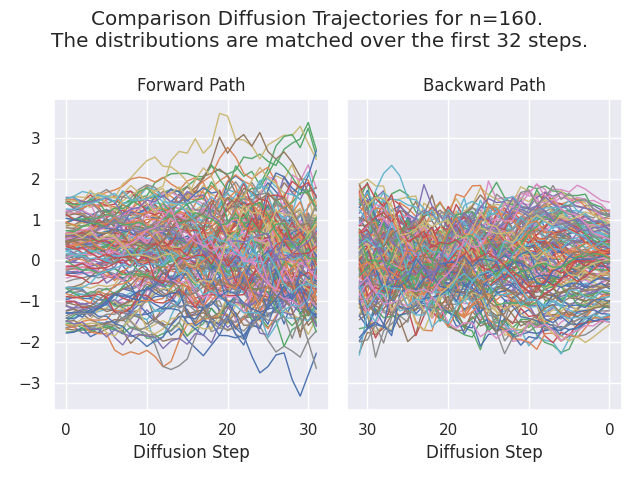 Comparison Diffusion Trajectories for n=160.
The distributions are matched over the first 32 steps.
Forward Path
Backward Path
3
2
1
0
−1
−2
−3
0 10 20 30
30 20 10 0
Diffusion Step
Diffusion Step